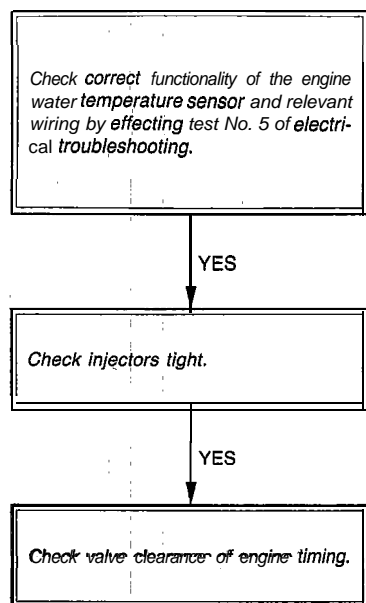 Check correct functionality of the engine
water temperature sensor and relevant
wiring by effecting test No. 5 of electri-
cal troubleshooting.
YES
Check injectors tight.
YES
Check valve clearance of engine timing.